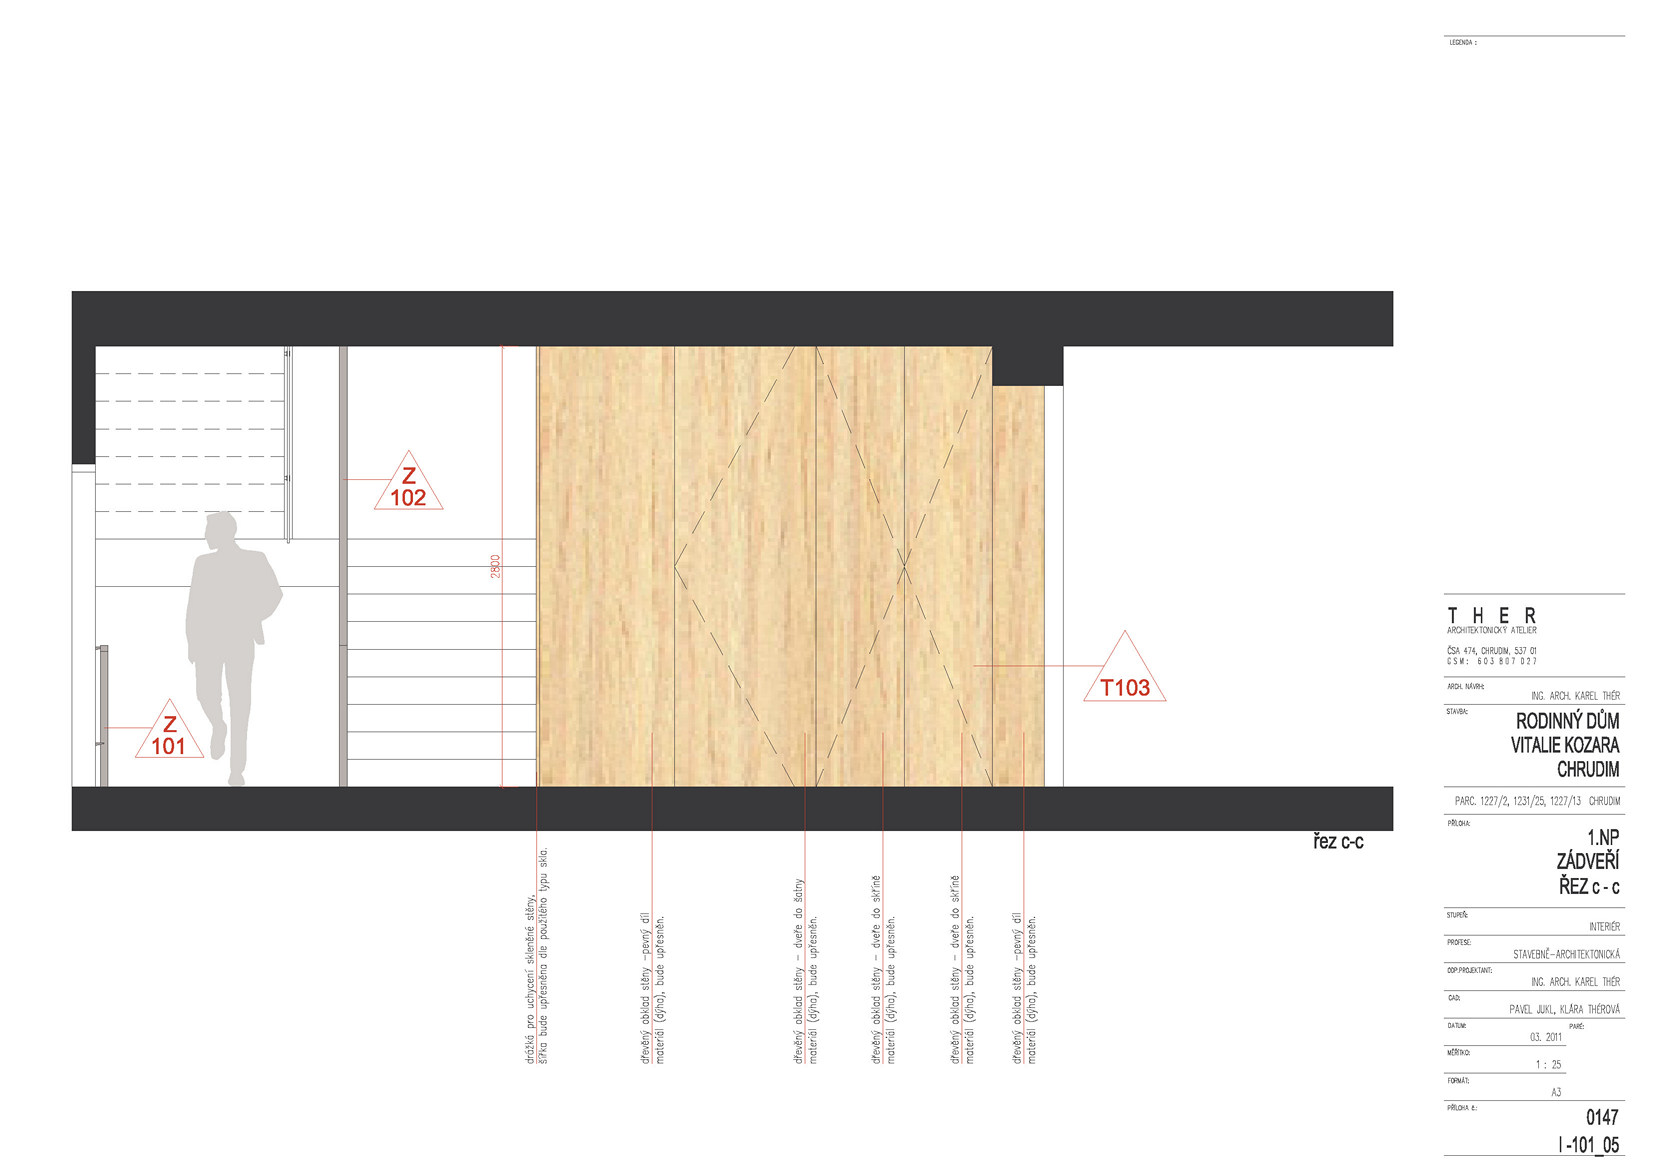 LEGENDA :
Z
102
2800
T103
Z
101
řez c-c
drážka pro uchycení skleněné stěny,
šířka bude upřesněna dle použitého typu skla.
dřevěný obklad stěny -pevný díl
materiál (dýha), bude upřesněn.
dřevěný obklad stěny - dveře do šatny
materiál (dýha), bude upřesněn.
dřevěný obklad stěny - dveře do skříně
materiál (dýha), bude upřesněn.
dřevěný obklad stěny - dveře do skříně
materiál (dýha), bude upřesněn.
dřevěný obklad stěny -pevný díl
materiál (dýha), bude upřesněn.
T H E R
ARCHITEKTONICKÝ ATELIER
ČSA 474, CHRUDIM, 537 01
GSM: 603 807 027
ARCH. NÁVRH:
ING. ARCH. KAREL THÉR
STAVBA:
RODINNÝ DŮM
VITALIE KOZARA
CHRUDIM
PARC. 1227/2, 1231/25, 1227/13 CHRUDIM
PŘÍLOHA:
1.NP
ZÁDVEŘÍ
ŘEZ c - c
STUPEŇ:
INTERIÉR
PROFESE:
STAVEBNĚ-ARCHITEKTONICKÁ
ODP.PROJEKTANT:
ING. ARCH. KAREL THÉR
CAD:
PAVEL JUKL, KLÁRA THÉROVÁ
DATUM: PARÉ:
03. 2011
MĚŘÍTKO:
1 : 25
FORMÁT:
A3
PŘÍLOHA č.:
0147
I -101_05